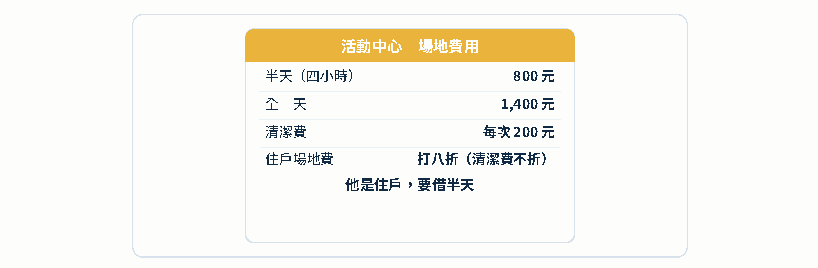 活動中心　場地費用
半天（四小時）　800 元
全　天　1,400 元
清潔費　每次 200 元
住戶場地費　打八折（清潔費不折）
他是住戶，要借半天